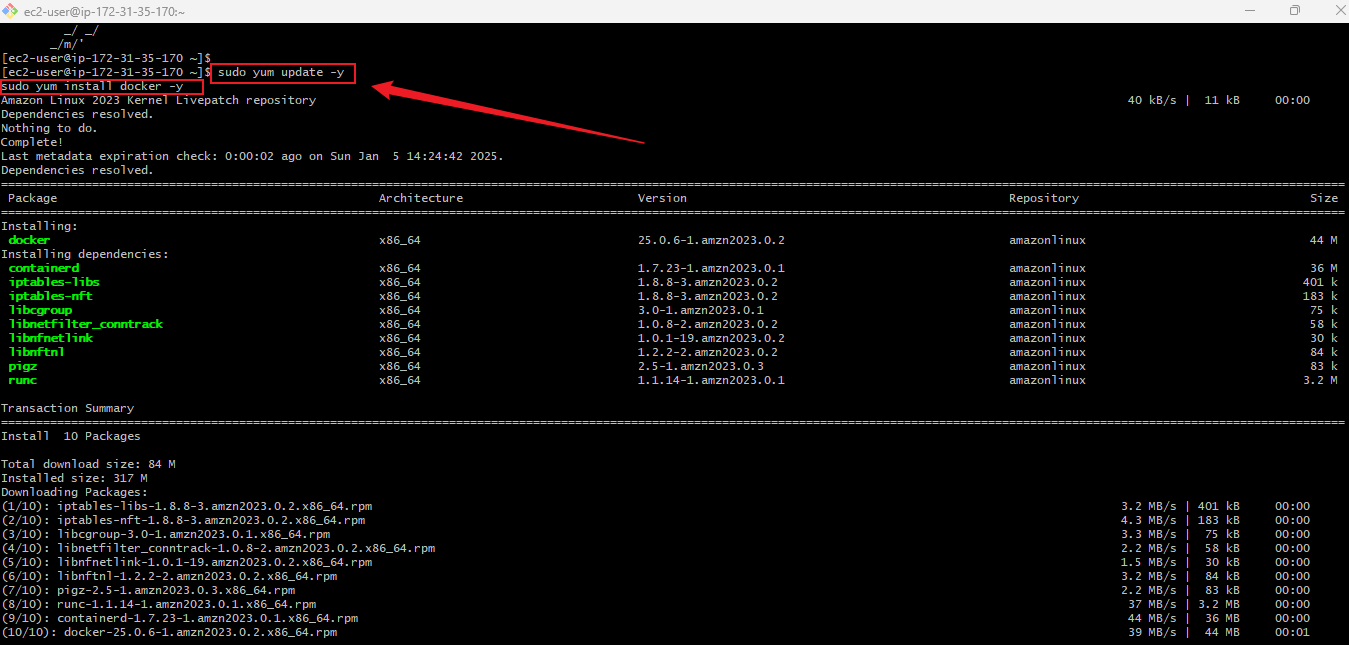 ec2-user@ip-172-31-35-170:~
_/ _/
_/m/'
[ec2-user@ip-172-31-35-170 ~]$
[ec2-user@ip-172-31-35-170 ~]$ sudo yum update -y
sudo yum install docker -y
Amazon Linux 2023 Kernel Livepatch repository 40 kB/s | 11 kB 00:00
Dependencies resolved.
Nothing to do.
Complete!
Last metadata expiration check: 0:00:02 ago on Sun Jan 5 14:24:42 2025.
Dependencies resolved.
Package Architecture Version Repository Size
Installing:
docker x86_64 25.0.6-1.amzn2023.0.2 amazonlinux 44 M
Installing dependencies:
containerd x86_64 1.7.23-1.amzn2023.0.1 amazonlinux 36 M
iptables-libs x86_64 1.8.8-3.amzn2023.0.2 amazonlinux 401 k
iptables-nft x86_64 1.8.8-3.amzn2023.0.2 amazonlinux 183 k
libcgroup x86_64 3.0-1.amzn2023.0.1 amazonlinux 75 k
libnetfilter_conntrack x86_64 1.0.8-2.amzn2023.0.2 amazonlinux 58 k
libnfnetlink x86_64 1.0.1-19.amzn2023.0.2 amazonlinux 30 k
libnftnl x86_64 1.2.2-2.amzn2023.0.2 amazonlinux 84 k
pigz x86_64 2.5-1.amzn2023.0.3 amazonlinux 83 k
runc x86_64 1.1.14-1.amzn2023.0.1 amazonlinux 3.2 M
Transaction Summary
Install 10 Packages
Total download size: 84 M
Installed size: 317 M
Downloading Packages:
(1/10): iptables-libs-1.8.8-3.amzn2023.0.2.x86_64.rpm 3.2 MB/s | 401 kB 00:00
(2/10): iptables-nft-1.8.8-3.amzn2023.0.2.x86_64.rpm 4.3 MB/s | 183 kB 00:00
(3/10): libcgroup-3.0-1.amzn2023.0.1.x86_64.rpm 3.3 MB/s | 75 kB 00:00
(4/10): libnetfilter_conntrack-1.0.8-2.amzn2023.0.2.x86_64.rpm 2.2 MB/s | 58 kB 00:00
(5/10): libnfnetlink-1.0.1-19.amzn2023.0.2.x86_64.rpm 1.5 MB/s | 30 kB 00:00
(6/10): libnftnl-1.2.2-2.amzn2023.0.2.x86_64.rpm 3.2 MB/s | 84 kB 00:00
(7/10): pigz-2.5-1.amzn2023.0.3.x86_64.rpm 2.2 MB/s | 83 kB 00:00
(8/10): runc-1.1.14-1.amzn2023.0.1.x86_64.rpm 37 MB/s | 3.2 MB 00:00
(9/10): containerd-1.7.23-1.amzn2023.0.1.x86_64.rpm 44 MB/s | 36 MB 00:00
(10/10): docker-25.0.6-1.amzn2023.0.2.x86_64.rpm 39 MB/s | 44 MB 00:01